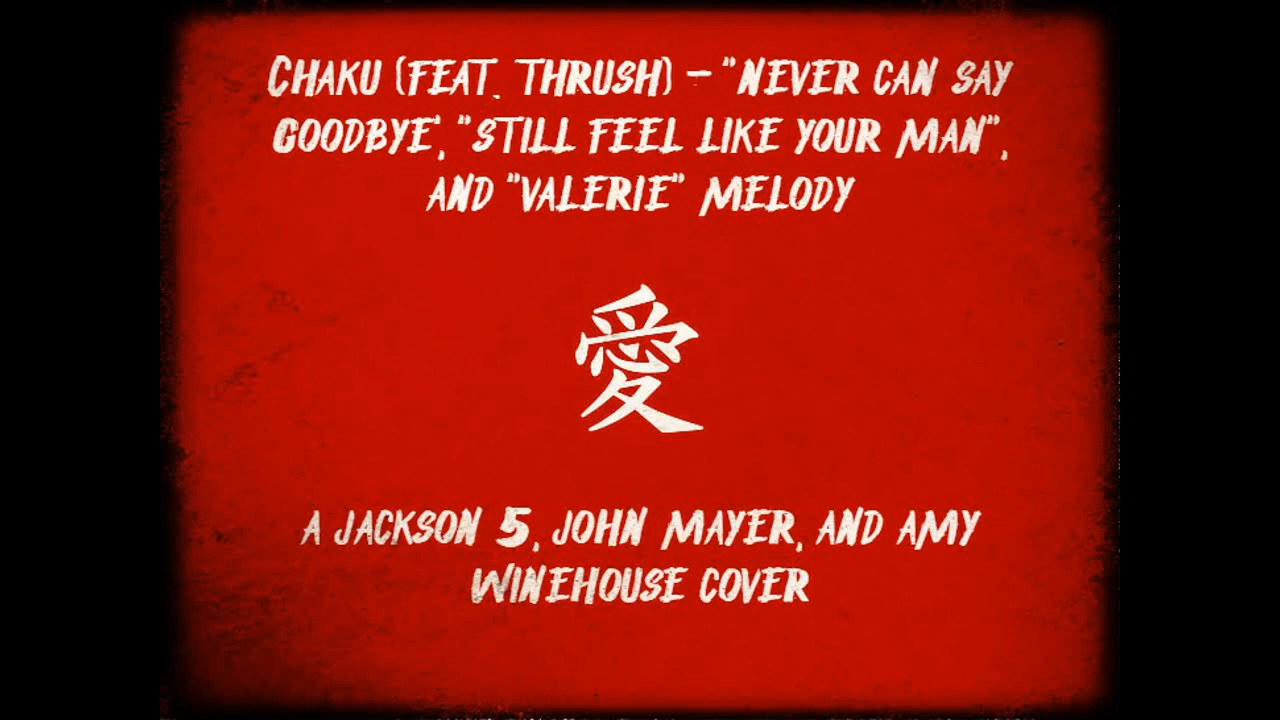 CHAKU (FEAT. THRUSH) – "NEVER CAN SAY
GOODBYE', "STILL FEEL LIKE YOUR MAN",
AND "VALERIE" MELODY
愛
A JACKSON 5, JOHN MAYER, AND AMY
WINEHOUSE COVER